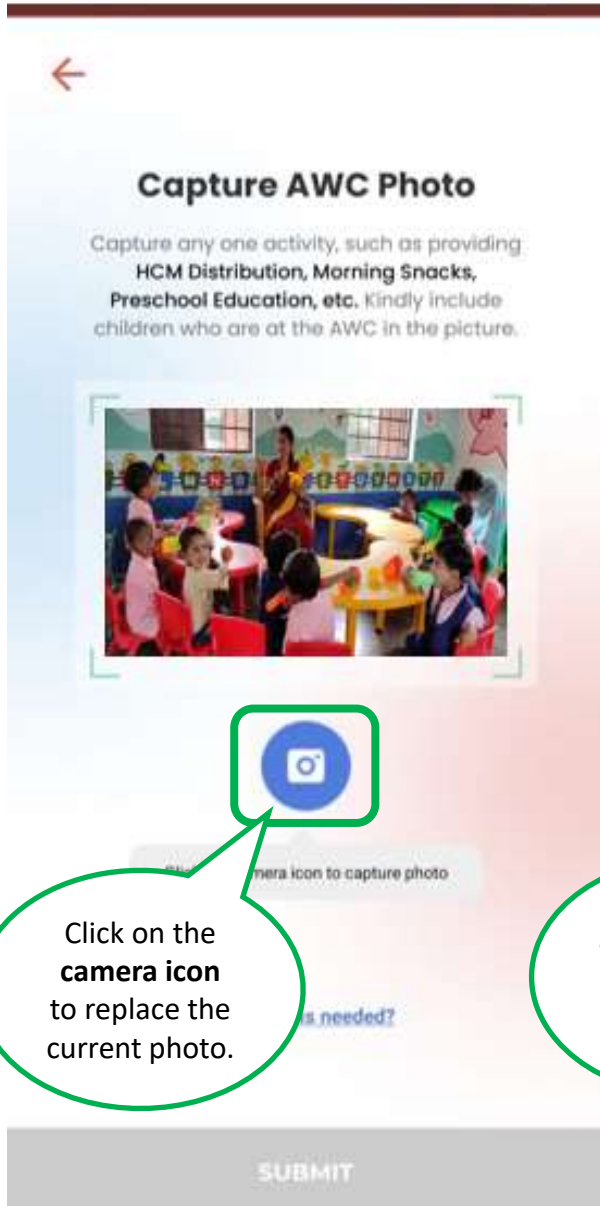 Capture AWC Photo
Capture any one activity, such as providing
HCM Distribution, Morning Snacks,
Preschool Education, etc. Kindly include
children who are at the AWC in the picture.
camera icon to capture photo
Click on the
camera icon
to replace the
current photo.
needed?
SUBMIT